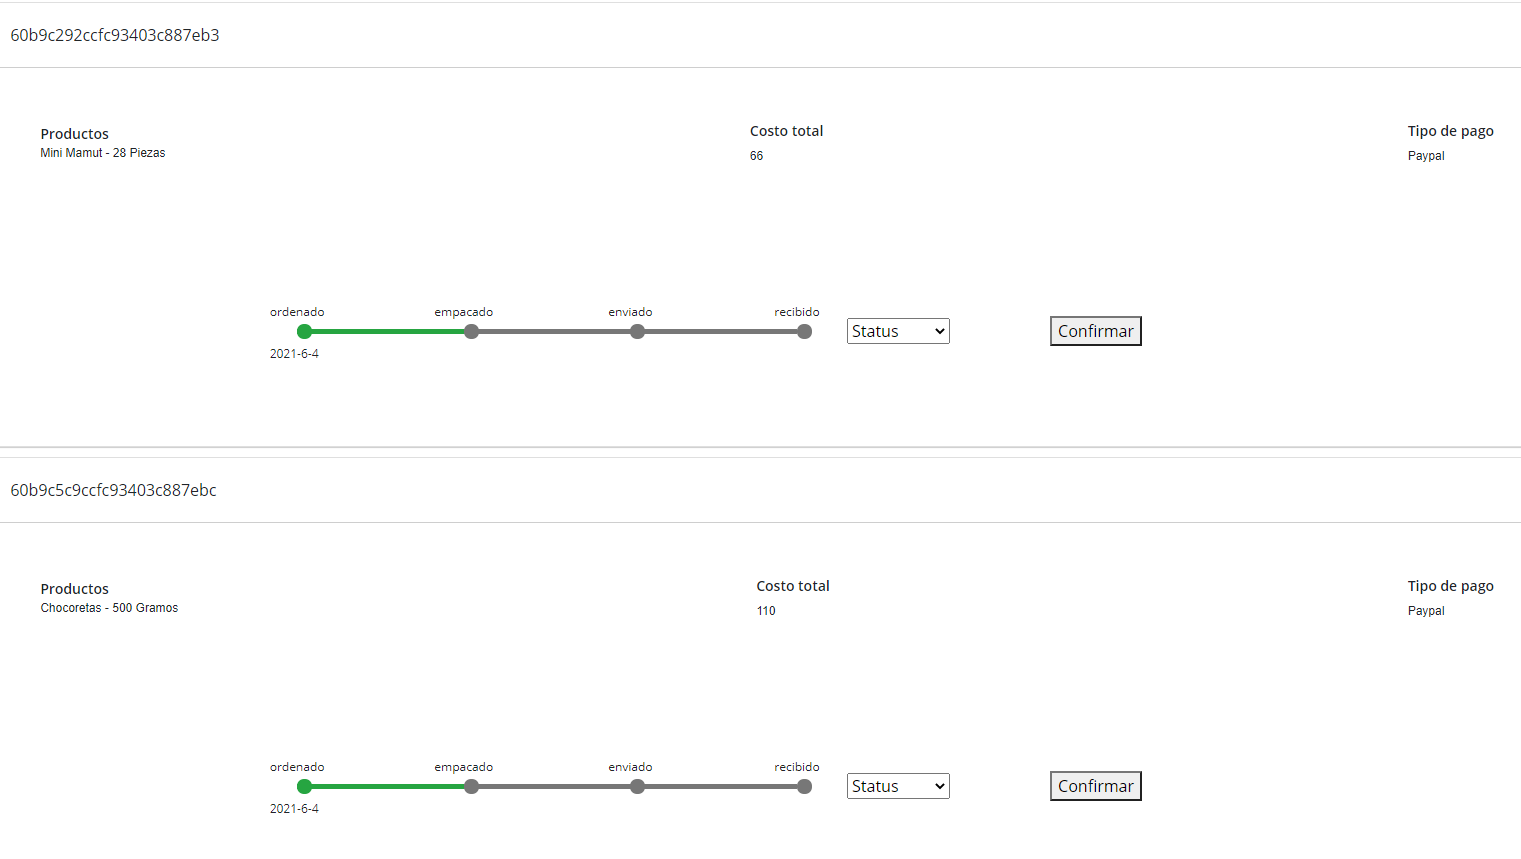 60b9c292ccfc93403c887eb3
Productos
Mini Mamut - 28 Piezas
Costo total
66
Tipo de pago
Paypal
ordenado empacado enviado recibido
2021-6-4
Status
Confirmar
60b9c5c9ccfc93403c887ebc
Productos
Chocoretas - 500 Gramos
Costo total
110
Tipo de pago
Paypal
ordenado empacado enviado recibido
2021-6-4
Status
Confirmar